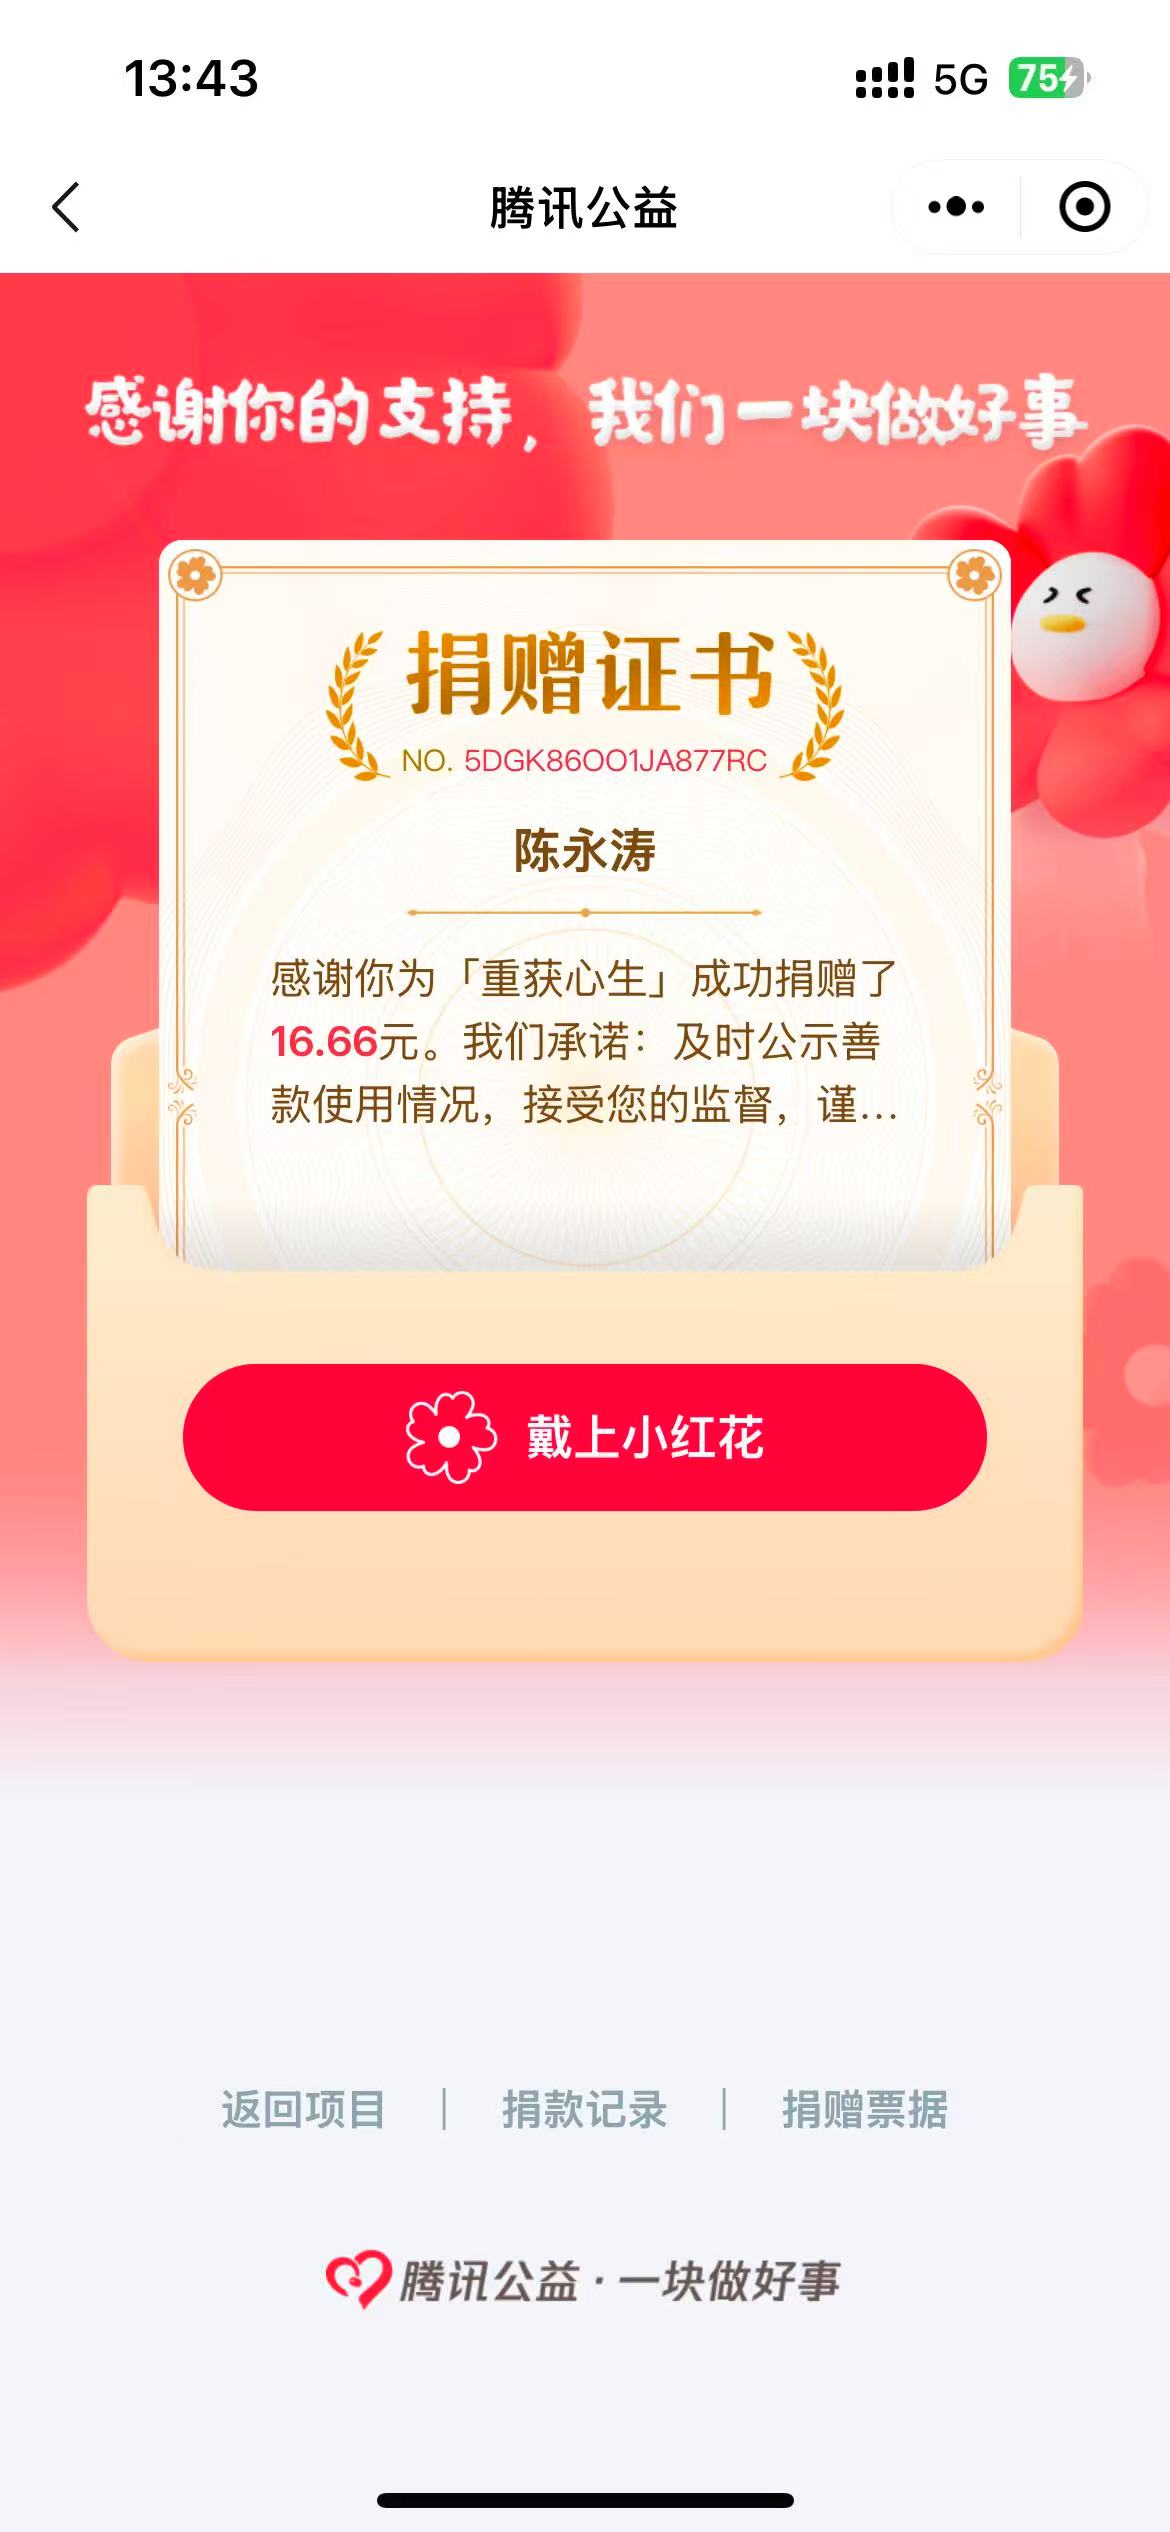 13:43
5G
75
腾讯公益
感谢你的支持，我们一块做好事
捐赠证书
NO. 5DGK86OO1JA877RC
陈永涛
感谢你为「重获心生」成功捐赠了
16.66元。我们承诺：及时公示善
款使用情况，接受您的监督，谨...
戴上小红花
返回项目 | 捐款记录 | 捐赠票据
腾讯公益·一块做好事